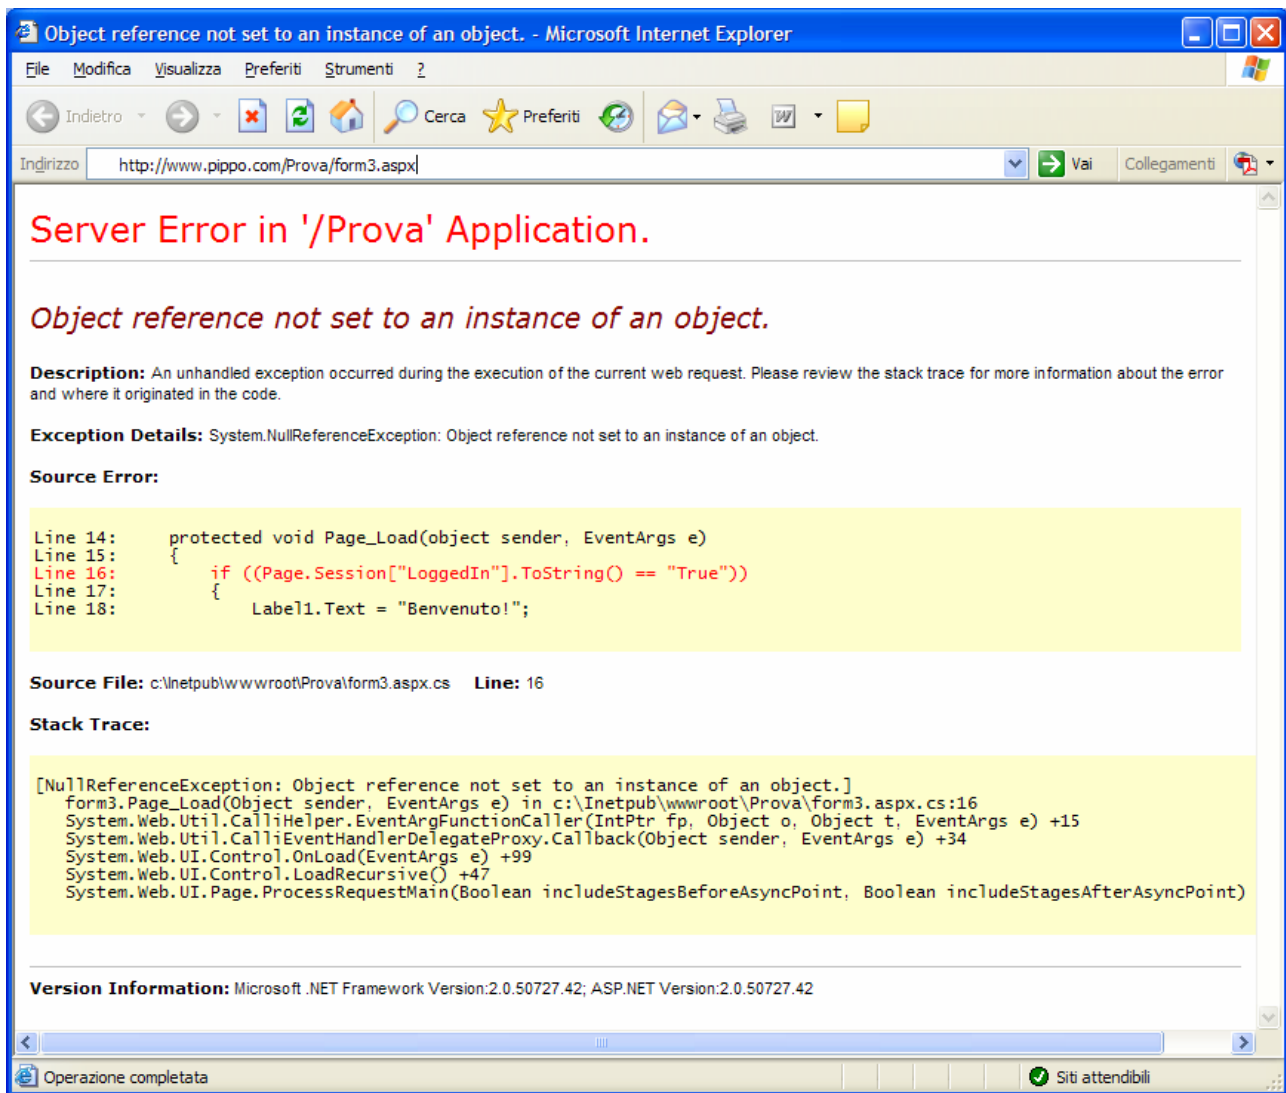 Object reference not set to an instance of an object. - Microsoft Internet Explorer
File Modifica Visualizza Preferiti Strumenti ?
Indietro Cerca Preferiti W
Indirizzo http://www.pippo.com/Prova/form3.aspx Vai Collegamenti
Server Error in '/Prova' Application.
Object reference not set to an instance of an object.
Description: An unhandled exception occurred during the execution of the current web request. Please review the stack trace for more information about the error
and where it originated in the code.
Exception Details: System.NullReferenceException: Object reference not set to an instance of an object.
Source Error:
Line 14: protected void Page_Load(object sender, EventArgs e)
Line 15: {
Line 16: if ((Page.Session["LoggedIn"].ToString() == "True"))
Line 17: {
Line 18: Label1.Text = "Benvenuto!";
Source File: c:\Inetpub\wwwroot\Prova\form3.aspx.cs Line: 16
Stack Trace:
[NullReferenceException: Object reference not set to an instance of an object.]
form3.Page_Load(Object sender, EventArgs e) in c:\Inetpub\wwwroot\Prova\form3.aspx.cs:16
System.Web.Util.CalliHelper.EventArgFunctionCaller(IntPtr fp, Object o, Object t, EventArgs e) +15
System.Web.Util.CalliEventHandlerDelegateProxy.Callback(Object sender, EventArgs e) +34
System.Web.UI.Control.OnLoad(EventArgs e) +99
System.Web.UI.Control.LoadRecursive() +47
System.Web.UI.Page.ProcessRequestMain(Boolean includeStagesBeforeAsyncPoint, Boolean includeStagesAfterAsyncPoint)
Version Information: Microsoft .NET Framework Version:2.0.50727.42; ASP.NET Version:2.0.50727.42
Operazione completata Siti attendibili